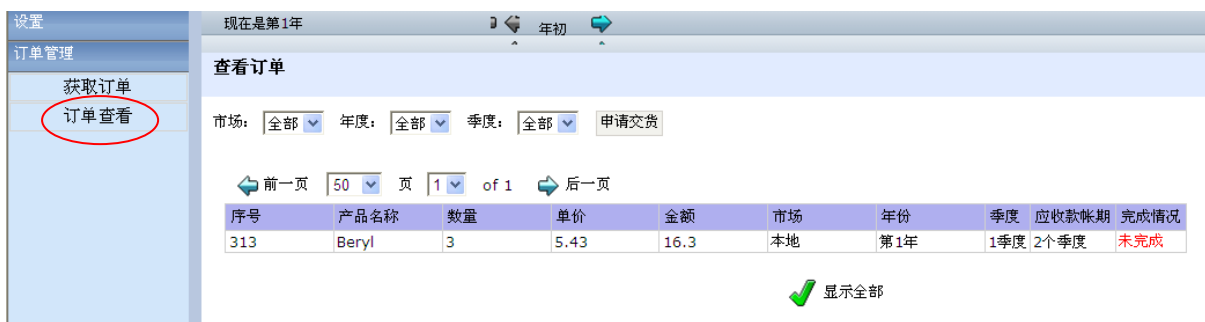 设置
现在是第1年
年初
订单管理
查看订单
获取订单
订单查看
市场： 全部 年度： 全部 季度： 全部 申请交货
前一页 50 页 1 of 1 后一页
序号 产品名称 数量 单价 金额 市场 年份 季度 应收款帐期 完成情况
313 Beryl 3 5.43 16.3 本地 第1年 1季度 2个季度 未完成
显示全部